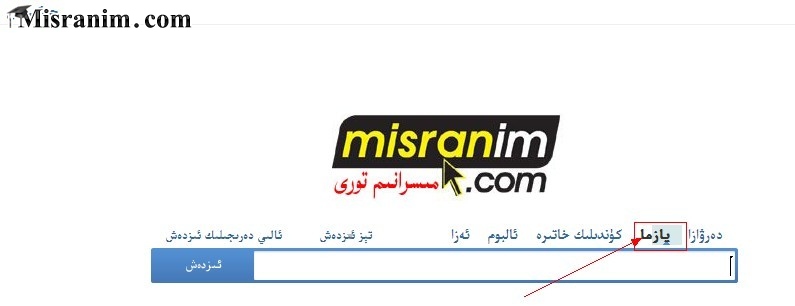 Misranim.com
misranim
مىسرانىم تورى .com
دەرۋازا يازما كۈندىلىك خاتىرە ئالبوم ئەزا تېز ئىزدەش ئالىي دەرىجىلىك ئىزدەش
ئىزدەش